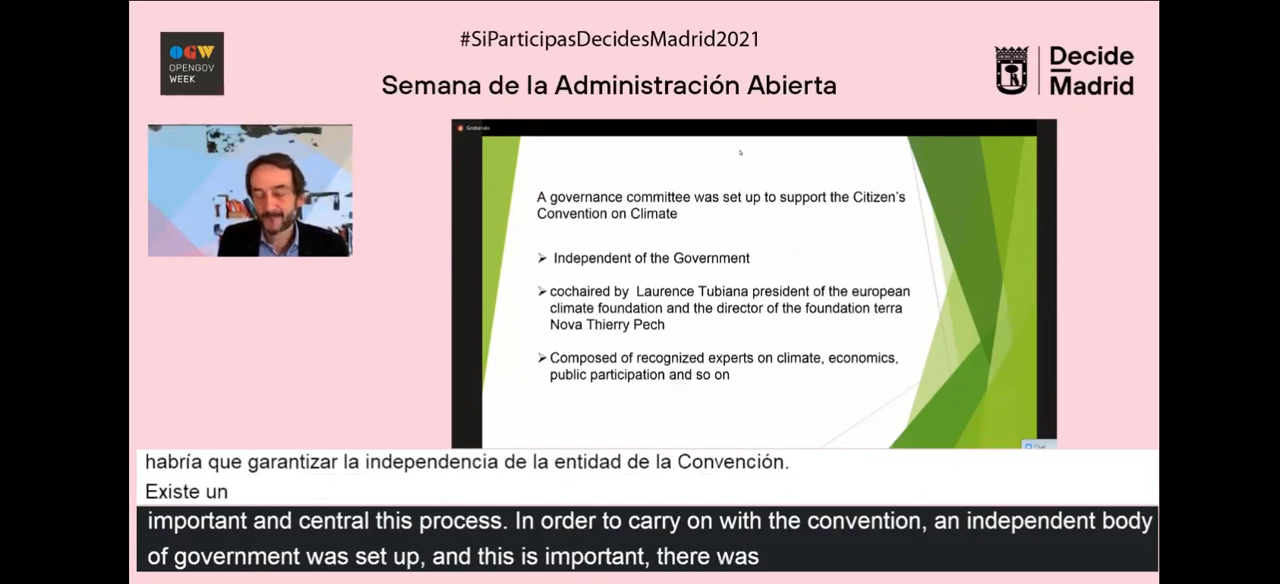 #SiParticipasDecidesMadrid2021
OGW
OPENGOV
WEEK
Semana de la Administración Abierta
Decide
Madrid
Grabando
A governance committee was set up to support the Citizen's
Convention on Climate
➢ Independent of the Government
➢ cochaired by Laurence Tubiana president of the european
climate foundation and the director of the foundation terra
Nova Thierry Pech
➢ Composed of recognized experts on climate, economics,
public participation and so on
habría que garantizar la independencia de la entidad de la Convención.
Existe un
important and central this process. In order to carry on with the convention, an independent body
of government was set up, and this is important, there was